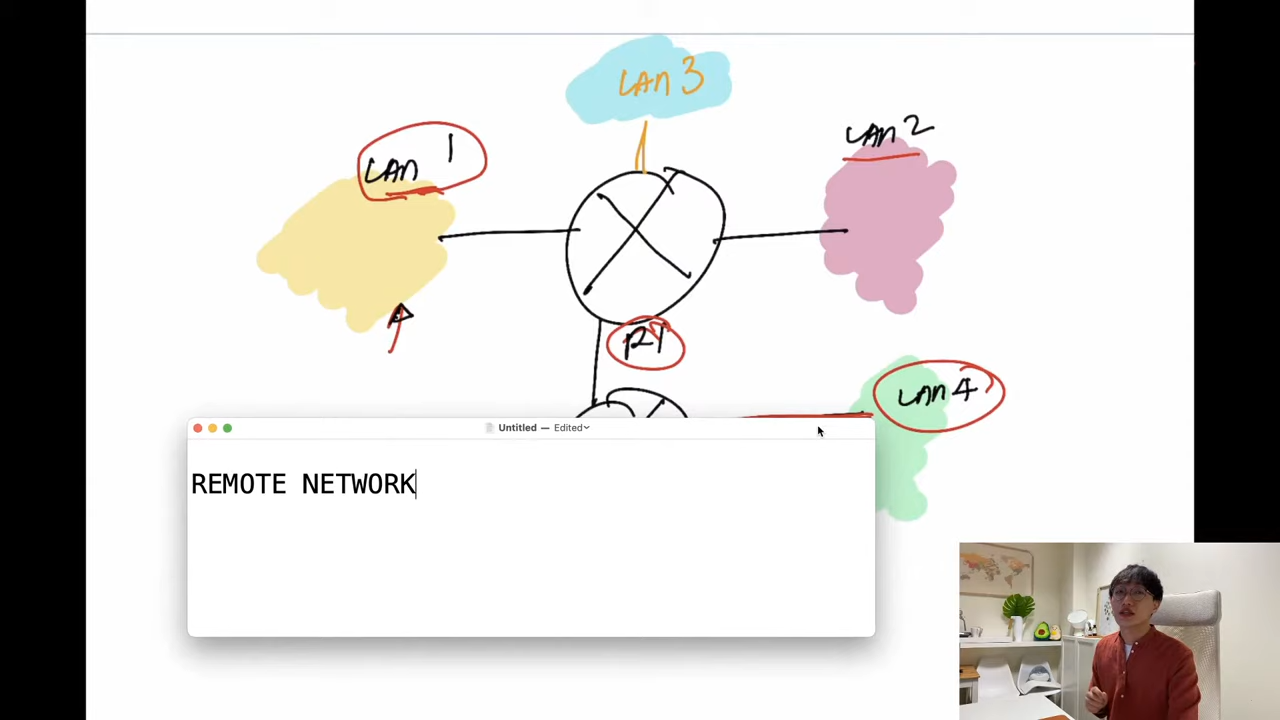 LAN 3
LAN 1
LAN 2
R1
LAN 4
Untitled — Edited
REMOTE NETWORK